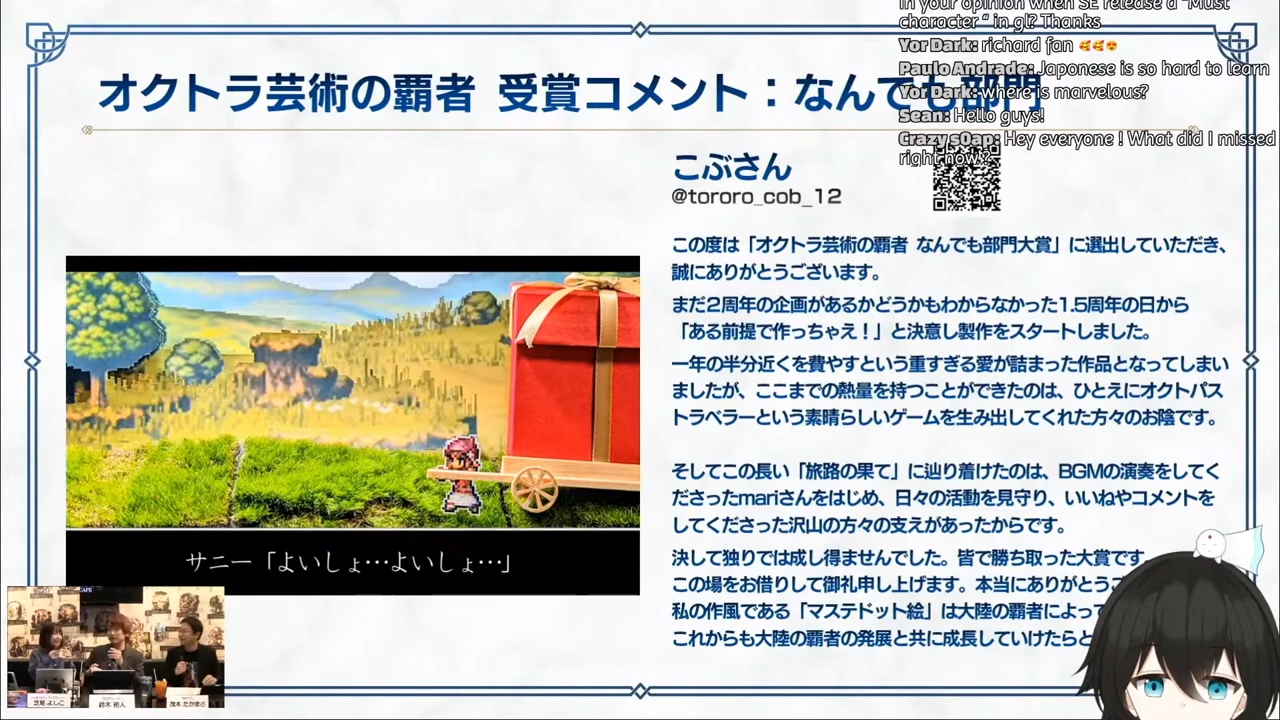 in your opinion when SE release a “Must
character “ in gl? Thanks
Yor Dark: richard fan 🥰🥰😍
Paulo Andrade: Japonese is so hard to learn
Yor Dark: where is marvelous?
Sean: Hello guys!
Crazy s0ap: Hey everyone ! What did I missed
right now ?
オクトラ芸術の覇者 受賞コメント：なんでも部門
こぶさん
@tororo_cob_12
この度は「オクトラ芸術の覇者 なんでも部門大賞」に選出していただき、
誠にありがとうございます。
まだ２周年の企画があるかどうかもわからなかった1.5周年の日から
「ある前提で作っちゃえ！」と決意し製作をスタートしました。
一年の半分近くを費やすという重すぎる愛が詰まった作品となってしまい
ましたが、ここまでの熱量を持つことができたのは、ひとえにオクトパス
トラベラーという素晴らしいゲームを生み出してくれた方々のお陰です。
そしてこの長い「旅路の果て」に辿り着けたのは、BGMの演奏をしてく
ださったmariさんをはじめ、日々の活動を見守り、いいねやコメントを
してくださった沢山の方々の支えがあったからです。
決して独りでは成し得ませんでした。皆で勝ち取った大賞です
この場をお借りして御礼申し上げます。本当にありがとう
私の作風である「マステドット絵」は大陸の覇者によって
これからも大陸の覇者の発展と共に成長していけたらと
サニー「よいしょ…よいしょ…」
CAFE
芝尾 よしこ
鈴木 裕人
茂木 たかまさ